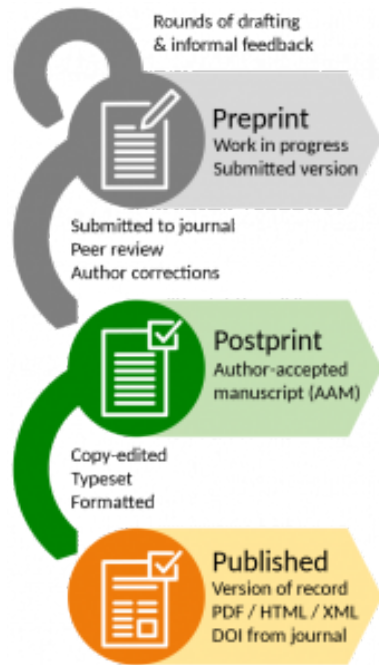 Rounds of drafting
& informal feedback
Preprint
Work in progress
Submitted version
Submitted to journal
Peer review
Author corrections
Postprint
Author-accepted
manuscript (AAM)
Copy-edited
Typeset
Formatted
Published
Version of record
PDF / HTML / XML
DOI from journal